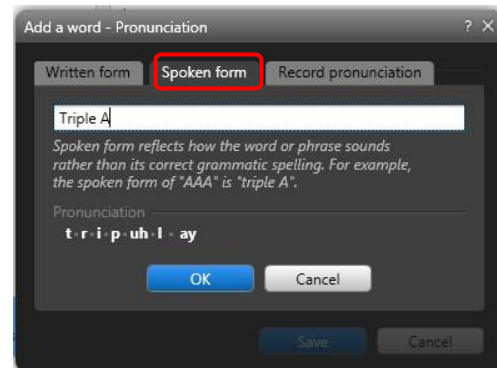 Add a word - Pronunciation ? X
Written form Spoken form Record pronunciation
Triple A
Spoken form reflects how the word or phrase sounds
rather than its correct grammatic spelling. For example,
the spoken form of "AAA" is "triple A".
Pronunciation
t·r·i·p·uh·l · ay
OK Cancel
Save Cancel